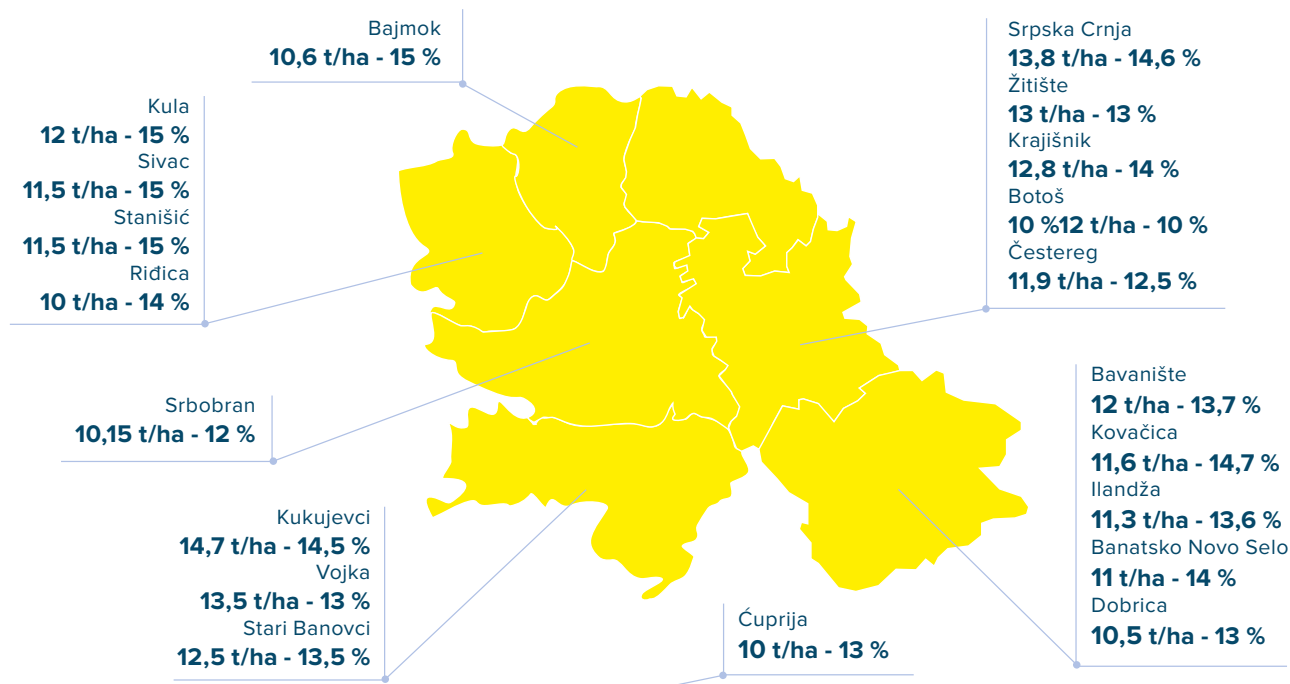 Bajmok
10,6 t/ha - 15 %
Kula
12 t/ha - 15 %
Sivac
11,5 t/ha - 15 %
Stanišić
11,5 t/ha - 15 %
Riđica
10 t/ha - 14 %
Srbobran
10,15 t/ha - 12 %
Kukujevci
14,7 t/ha - 14,5 %
Vojka
13,5 t/ha - 13 %
Stari Banovci
12,5 t/ha - 13,5 %
Srpska Crnja
13,8 t/ha - 14,6 %
Žitište
13 t/ha - 13 %
Krajišnik
12,8 t/ha - 14 %
Botoš
10 %12 t/ha - 10 %
Čestereg
11,9 t/ha - 12,5 %
Bavanište
12 t/ha - 13,7 %
Kovačica
11,6 t/ha - 14,7 %
Ilandža
11,3 t/ha - 13,6 %
Banatsko Novo Selo
11 t/ha - 14 %
Dobrica
10,5 t/ha - 13 %
Ćuprija
10 t/ha - 13 %